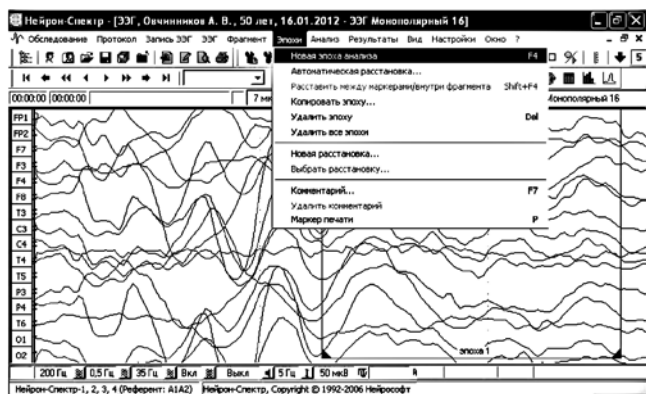 Нейрон-Спектр - [ЭЭГ, Овчинников А. В., 50 лет, 16.01.2012 - ЭЭГ Монополярный 16]
Обследование Протокол Запись ЭЭГ ЭЭГ Фрагмент Эпохи Анализ Результаты Вид Настройки Окно ?
Новая эпоха анализа F4
Автоматическая расстановка...
Расставить между маркерами/внутри фрагмента Shift+F4
Копировать эпоху...
Удалить эпоху Del
Удалить все эпохи
Новая расстановка...
Выбрать расстановку...
Комментарий... F7
Удалить комментарий
Маркер печати P
5
00:00:00 00:00:00 7 мк Монополярный 16
FP1
FP2
F7
F3
F4
F8
T3
C3
C4
T4
T5
P3
P4
T6
O1
O2
эпоха 1
200 Гц 0,5 Гц 35 Гц Вкл Выкл 5 Гц 50 мкВ
Нейрон-Спектр-1, 2, 3, 4 (Референт: A1A2) Нейрон-Спектр, Copyright © 1992-2006 Нейрософт